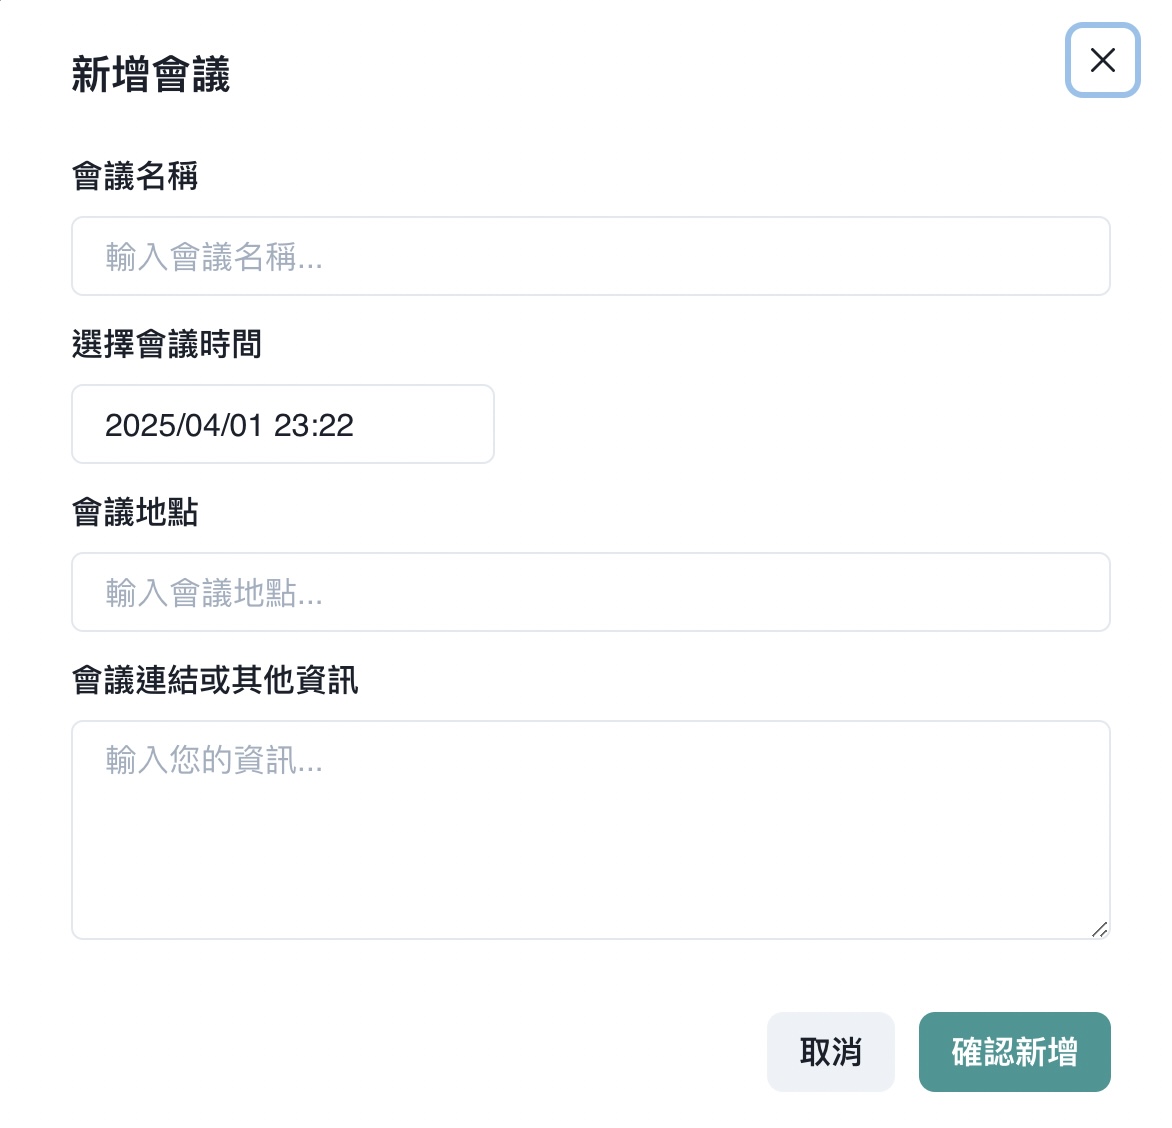 新增會議
會議名稱
輸入會議名稱...
選擇會議時間
2025/04/01 23:22
會議地點
輸入會議地點...
會議連結或其他資訊
輸入您的資訊...
取消
確認新增